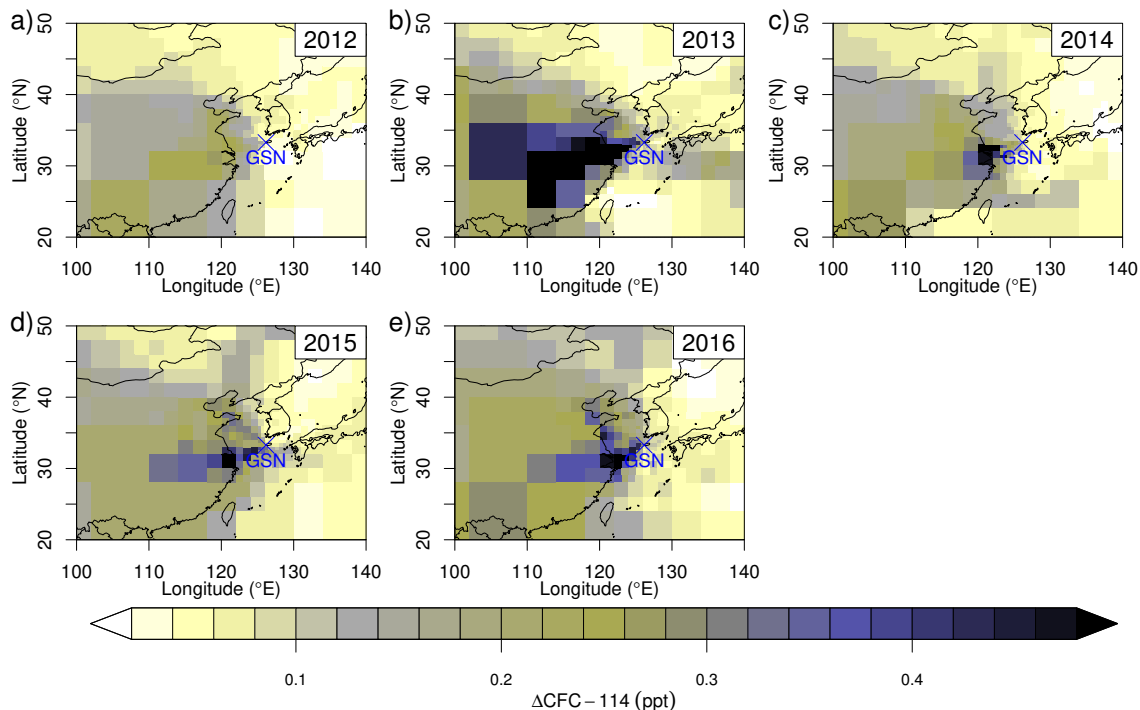 a) 2012
b) 2013
c) 2014
50
40
30
20
Latitude (°N)
GSN
100 110 120 130 140
Longitude (°E)
50
40
30
20
Latitude (°N)
GSN
100 110 120 130 140
Longitude (°E)
50
40
30
20
Latitude (°N)
GSN
100 110 120 130 140
Longitude (°E)
d) 2015
e) 2016
50
40
30
20
Latitude (°N)
GSN
100 110 120 130 140
Longitude (°E)
50
40
30
20
Latitude (°N)
GSN
100 110 120 130 140
Longitude (°E)
0.1 0.2 0.3 0.4
ΔCFC−114 (ppt)